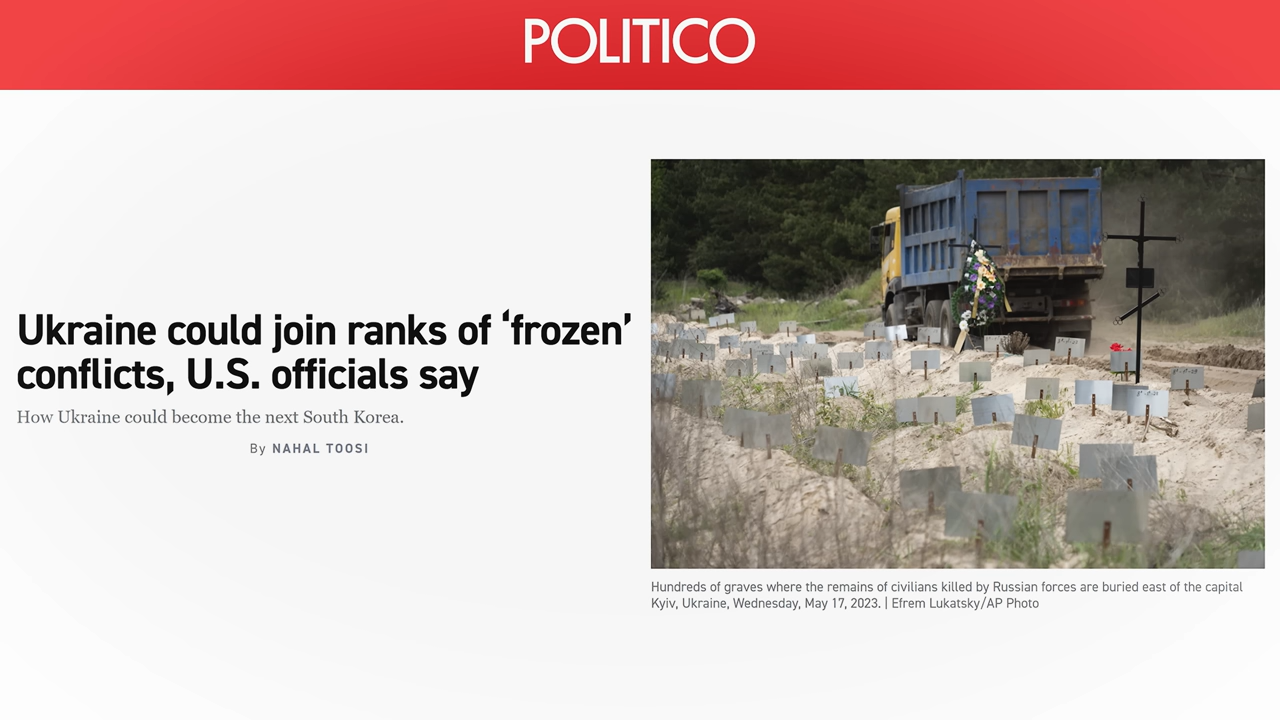 POLITICO
Ukraine could join ranks of ‘frozen’
conflicts, U.S. officials say
How Ukraine could become the next South Korea.
By NAHAL TOOSI
Hundreds of graves where the remains of civilians killed by Russian forces are buried east of the capital
Kyiv, Ukraine, Wednesday, May 17, 2023. | Efrem Lukatsky/AP Photo